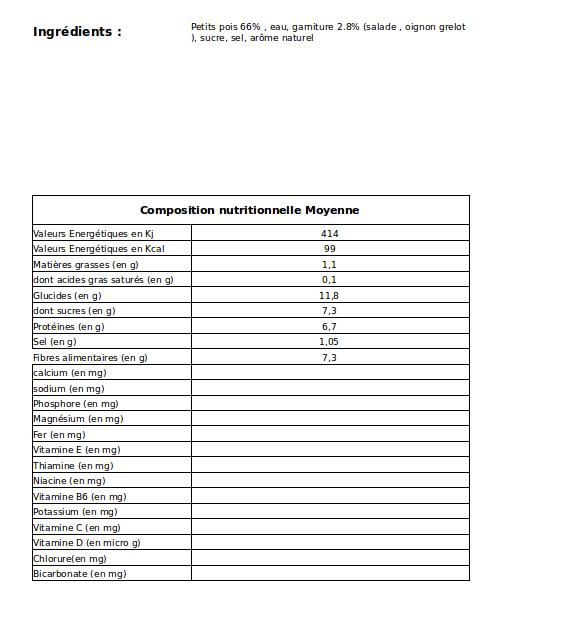 Ingrédients :
Petits pois 66% , eau, garniture 2.8% (salade , oignon grelot
), sucre, sel, arôme naturel
Composition nutritionnelle Moyenne
Valeurs Energétiques en Kj 414
Valeurs Energétiques en Kcal 99
Matières grasses (en g) 1,1
dont acides gras saturés (en g) 0,1
Glucides (en g) 11,8
dont sucres (en g) 7,3
Protéines (en g) 6,7
Sel (en g) 1,05
Fibres alimentaires (en g) 7,3
calcium (en mg)
sodium (en mg)
Phosphore (en mg)
Magnésium (en mg)
Fer (en mg)
Vitamine E (en mg)
Thiamine (en mg)
Niacine (en mg)
Vitamine B6 (en mg)
Potassium (en mg)
Vitamine C (en mg)
Vitamine D (en micro g)
Chlorure(en mg)
Bicarbonate (en mg)